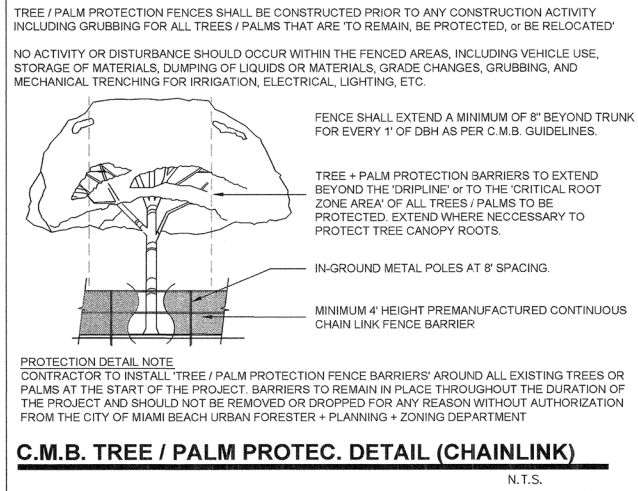 TREE / PALM PROTECTION FENCES SHALL BE CONSTRUCTED PRIOR TO ANY CONSTRUCTION ACTIVITY
INCLUDING GRUBBING FOR ALL TREES / PALMS THAT ARE 'TO REMAIN, BE PROTECTED, or BE RELOCATED'
NO ACTIVITY OR DISTURBANCE SHOULD OCCUR WITHIN THE FENCED AREAS, INCLUDING VEHICLE USE,
STORAGE OF MATERIALS, DUMPING OF LIQUIDS OR MATERIALS, GRADE CHANGES, GRUBBING, AND
MECHANICAL TRENCHING FOR IRRIGATION, ELECTRICAL, LIGHTING, ETC.
FENCE SHALL EXTEND A MINIMUM OF 8" BEYOND TRUNK
FOR EVERY 1' OF DBH AS PER C.M.B. GUIDELINES.
TREE + PALM PROTECTION BARRIERS TO EXTEND
BEYOND THE 'DRIPLINE' or TO THE 'CRITICAL ROOT
ZONE AREA' OF ALL TREES / PALMS TO BE
PROTECTED. EXTEND WHERE NECCESSARY TO
PROTECT TREE CANOPY ROOTS.
IN-GROUND METAL POLES AT 8' SPACING.
MINIMUM 4' HEIGHT PREMANUFACTURED CONTINUOUS
CHAIN LINK FENCE BARRIER
PROTECTION DETAIL NOTE
CONTRACTOR TO INSTALL 'TREE / PALM PROTECTION FENCE BARRIERS' AROUND ALL EXISTING TREES OR
PALMS AT THE START OF THE PROJECT. BARRIERS TO REMAIN IN PLACE THROUGHOUT THE DURATION OF
THE PROJECT AND SHOULD NOT BE REMOVED OR DROPPED FOR ANY REASON WITHOUT AUTHORIZATION
FROM THE CITY OF MIAMI BEACH URBAN FORESTER + PLANNING + ZONING DEPARTMENT
C.M.B. TREE / PALM PROTEC. DETAIL (CHAINLINK)
N.T.S.